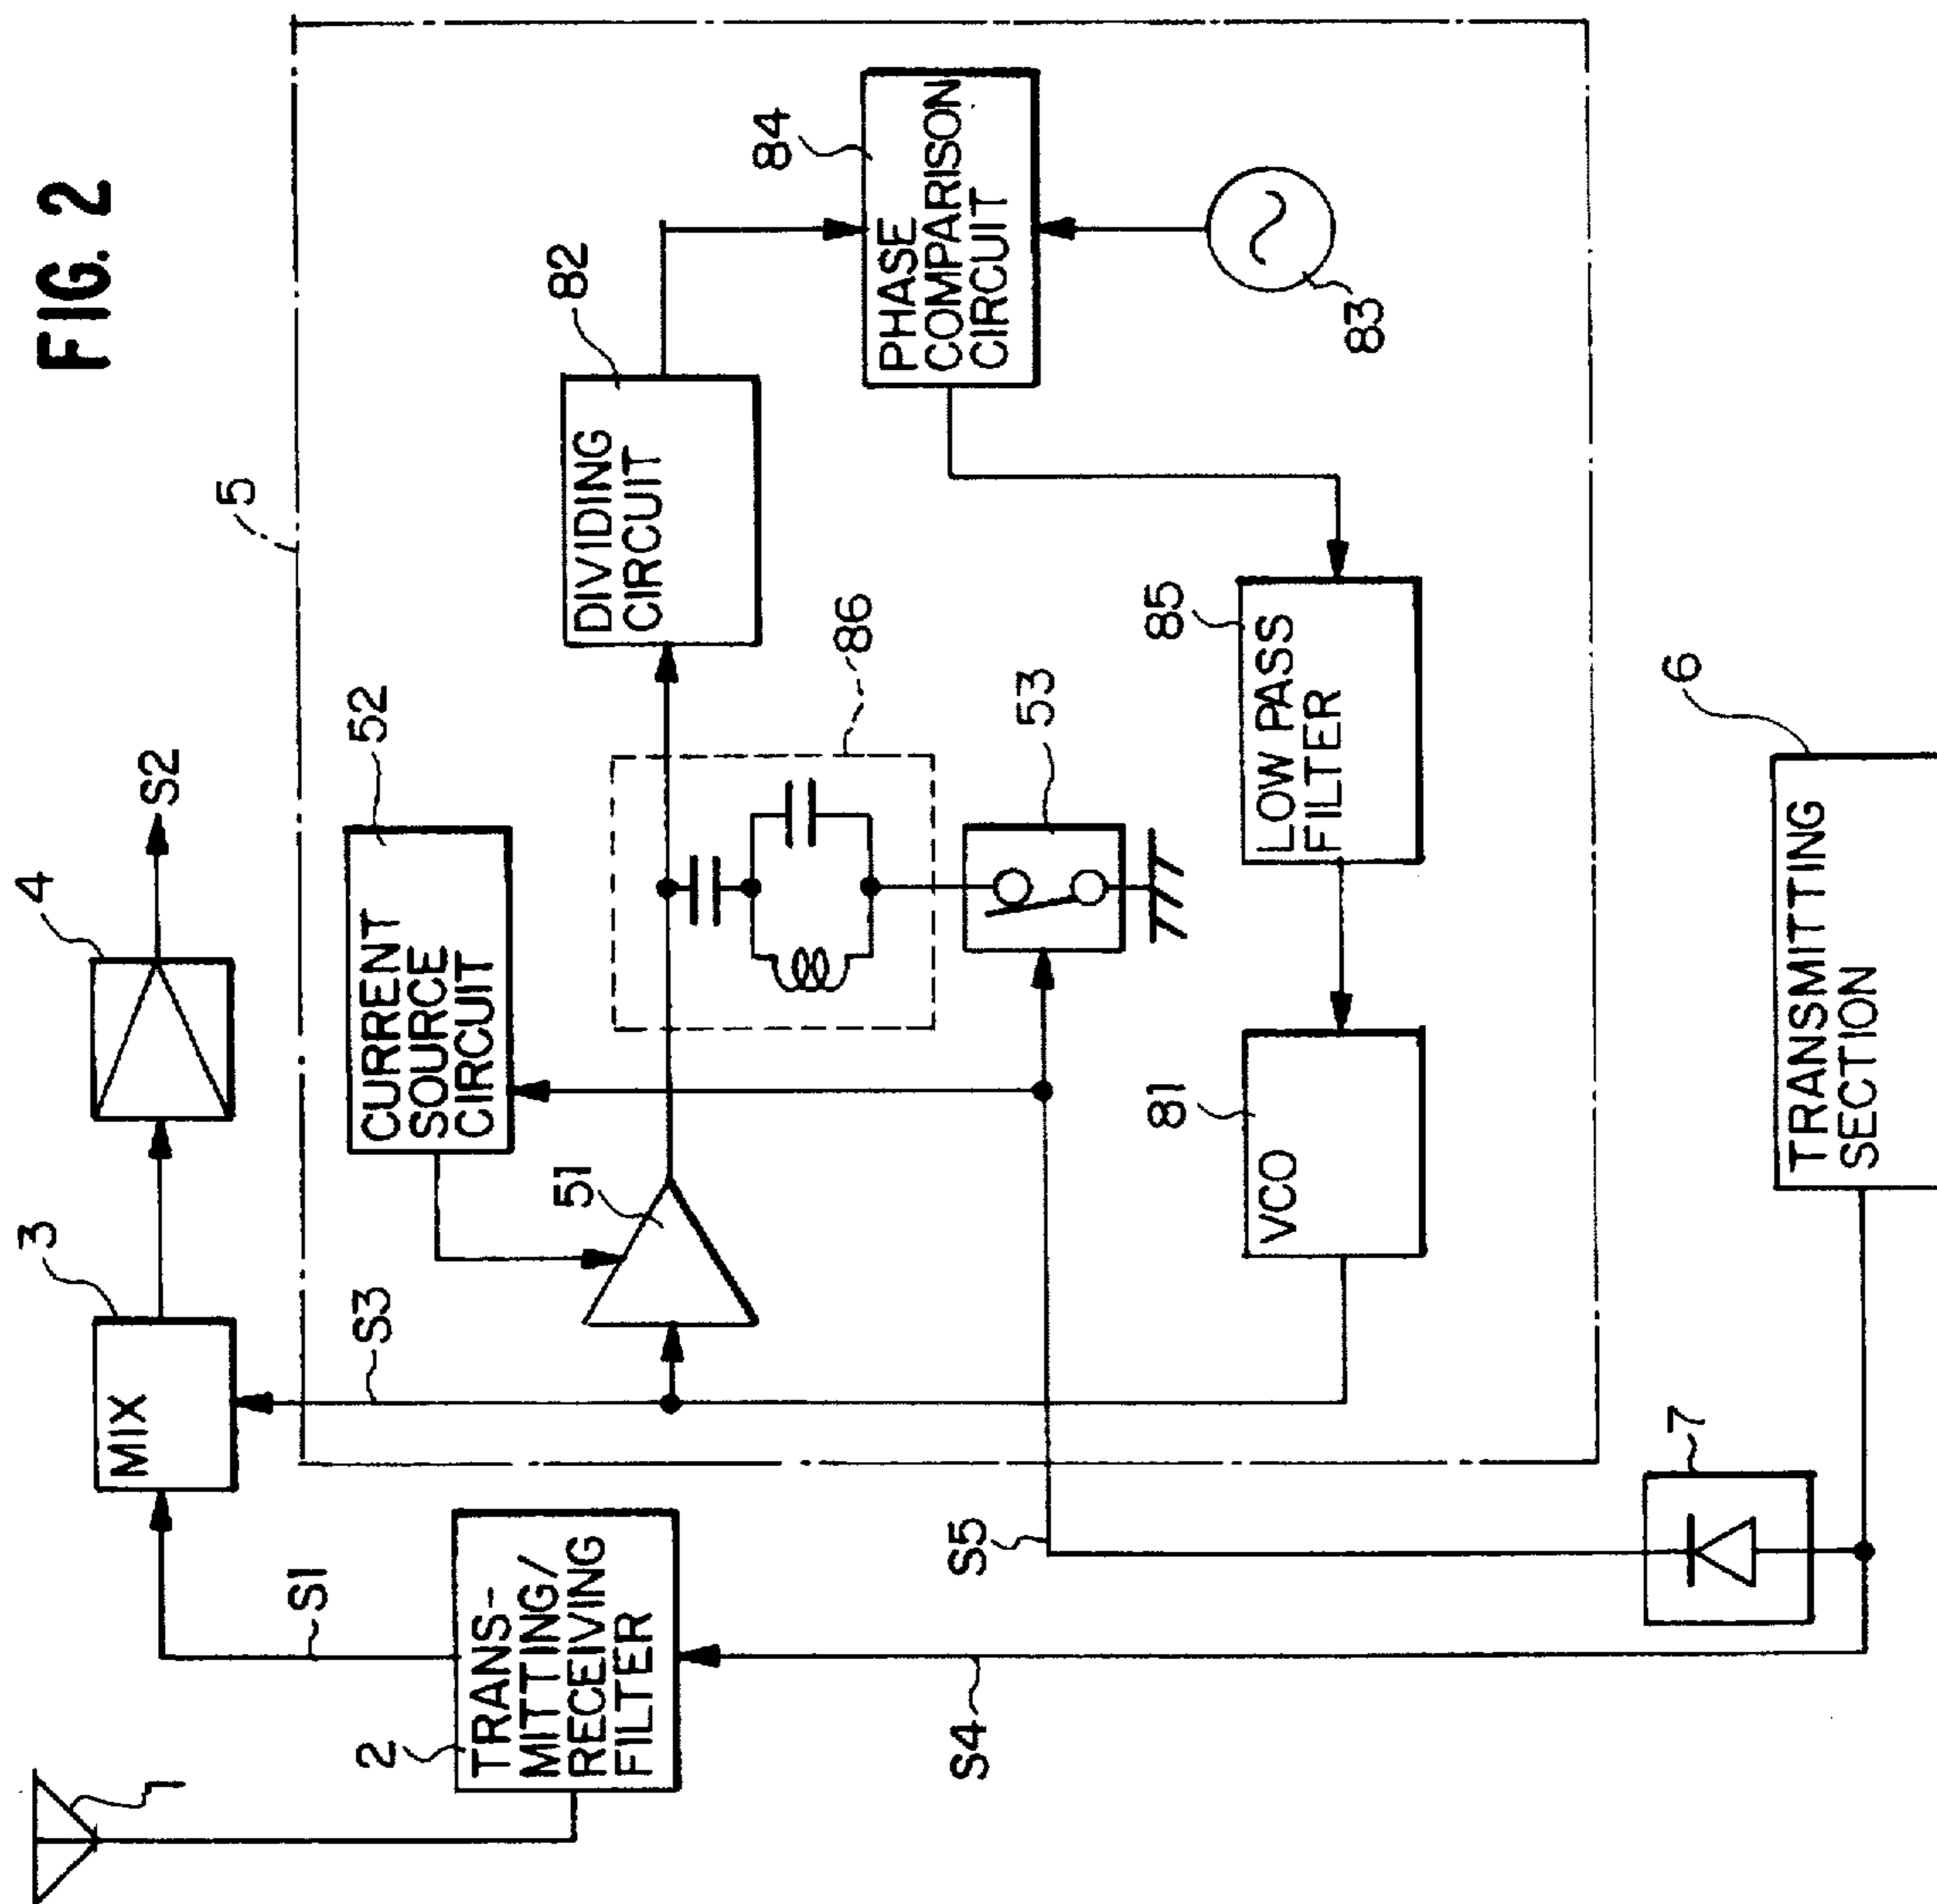 FIG. 2
1
2
TRANS-
MITTING/
RECEIVING
FILTER
S1
3
MIX
4
S2
S3
5
52
CURRENT
SOURCE
CIRCUIT
51
86
53
82
DIVIDING
CIRCUIT
84
PHASE
COMPARISON
CIRCUIT
83
85
LOW PASS
FILTER
81
VCO
S5
S4
7
6
TRANSMITTING
SECTION